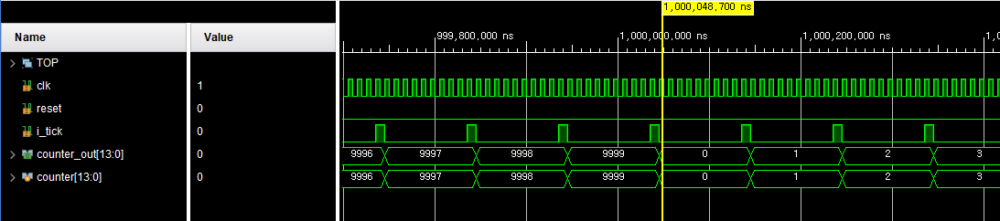 1,000,048,700 ns
Name Value
999,800,000 ns 1,000,000,000 ns 1,000,200,000 ns 1,0
TOP
clk 1
reset 0
i_tick 0
counter_out[13:0] 0 9996 9997 9998 9999 0 1 2 3
counter[13:0] 0 9996 9997 9998 9999 0 1 2 3